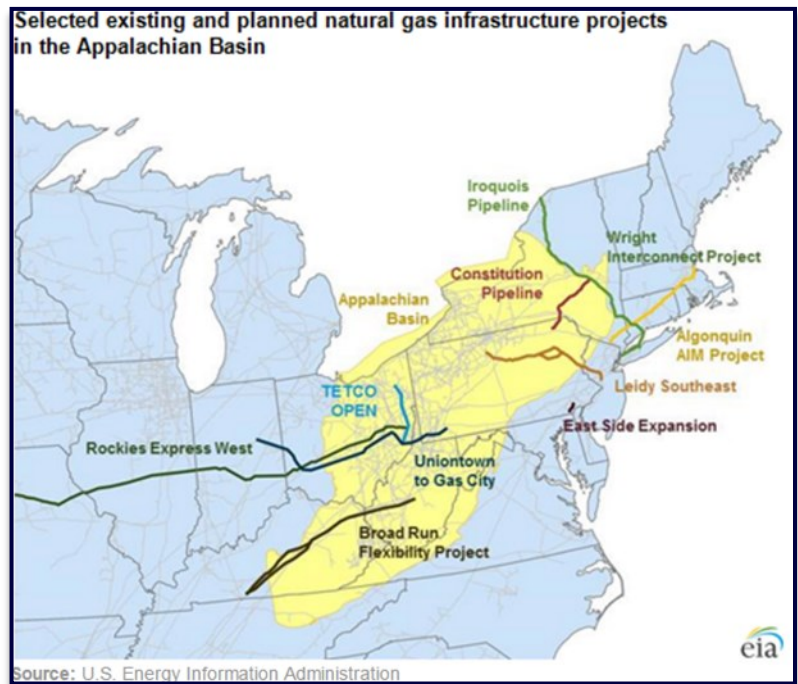 Selected existing and planned natural gas infrastructure projects
in the Appalachian Basin
Iroquois
Pipeline
Wright
Interconnect Project
Constitution
Pipeline
Appalachian
Basin
Algonquin
AIM Project
TETCO
OPEN
Leidy Southeast
East Side Expansion
Rockies Express West
Uniontown
to Gas City
Broad Run
Flexibility Project
eia
Source: U.S. Energy Information Administration